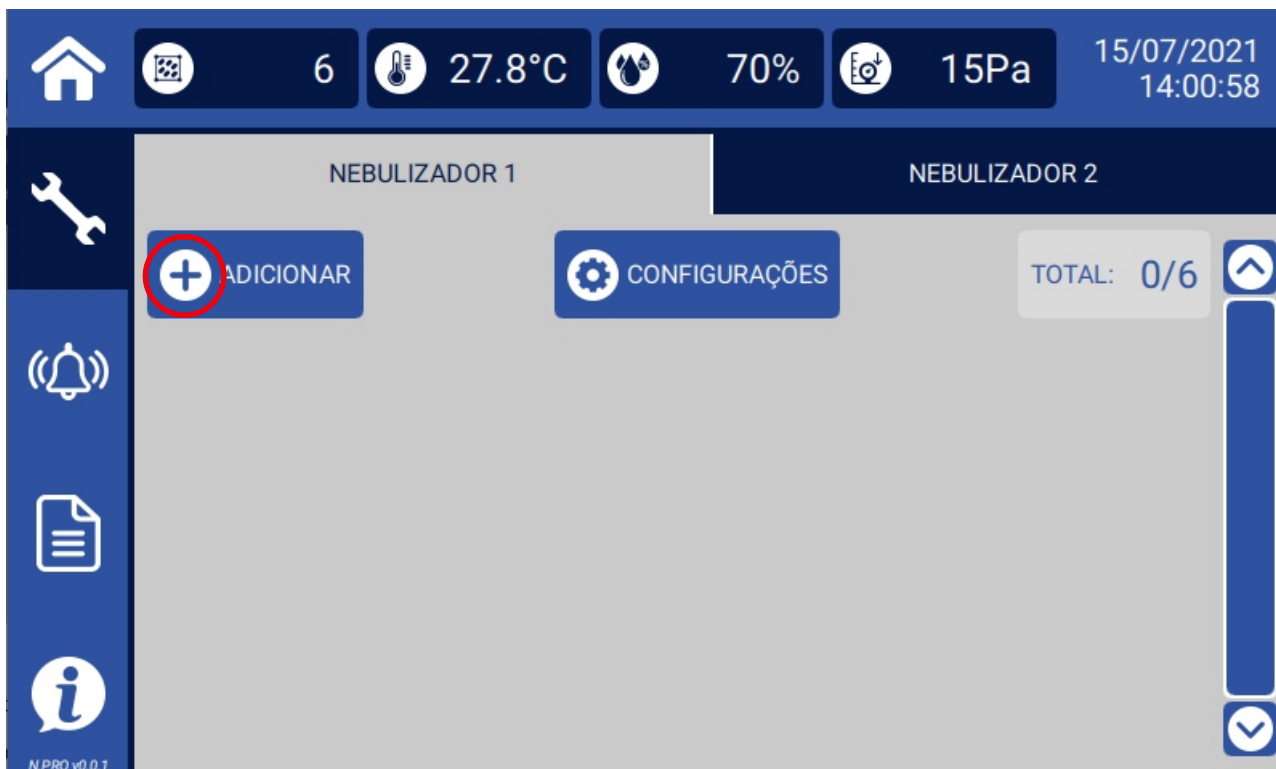 6
27.8°C
70%
15Pa
15/07/2021
14:00:58
NEBULIZADOR 1
NEBULIZADOR 2
ADICIONAR
CONFIGURAÇÕES
TOTAL: 0/6
N.PRO v0.0.1